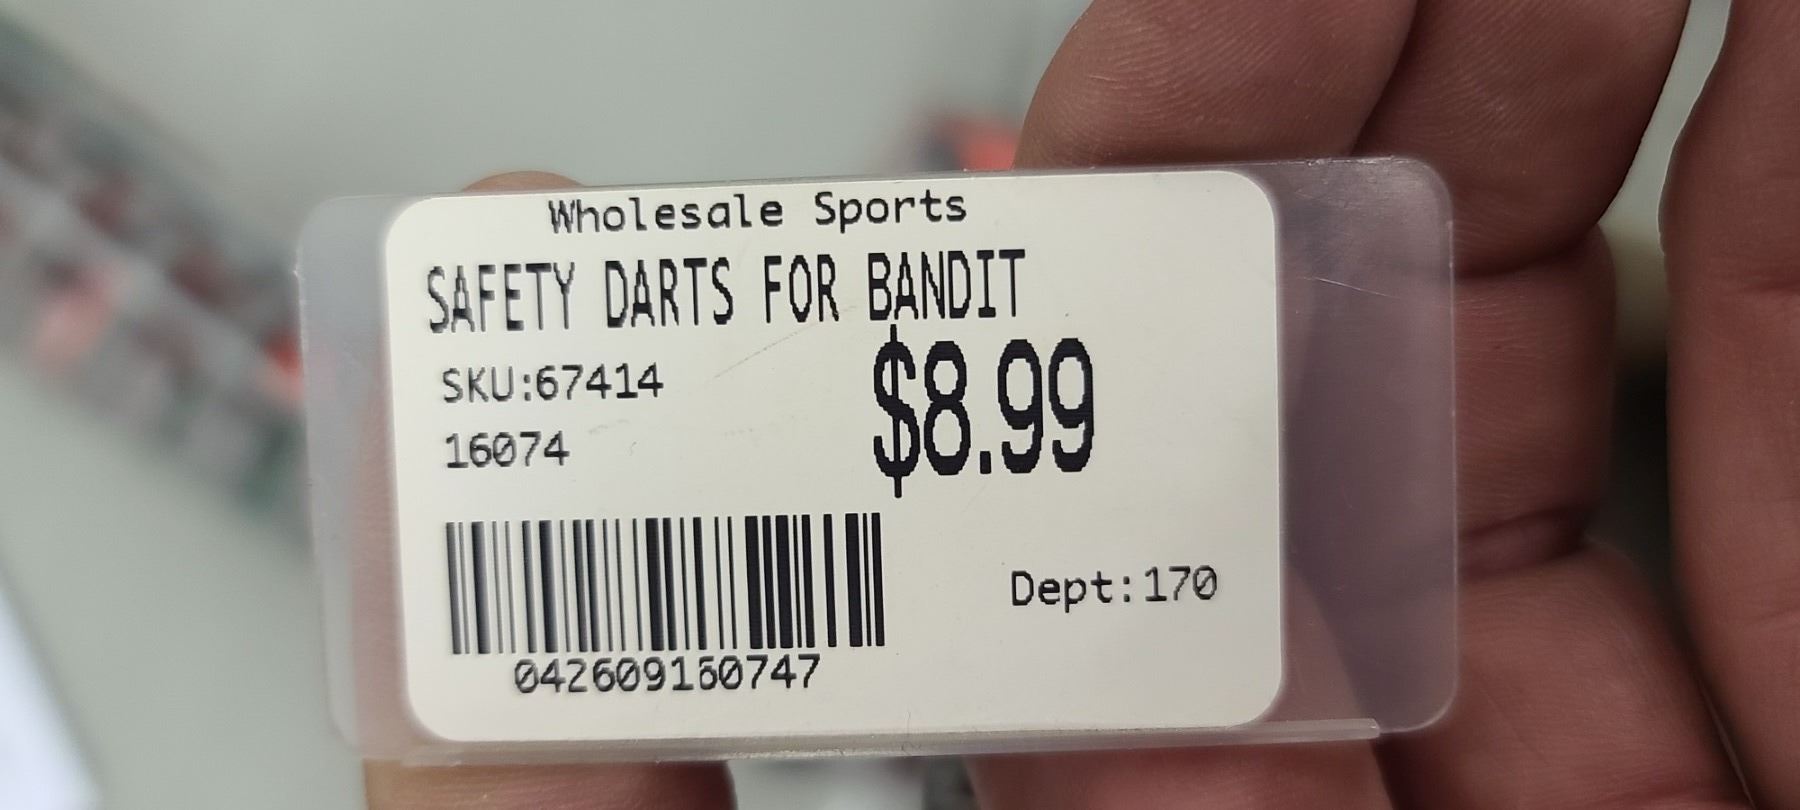 Wholesale Sports
SAFETY DARTS FOR BANDIT
SKU:67414
$8.99
16074
Dept:170
042609160747